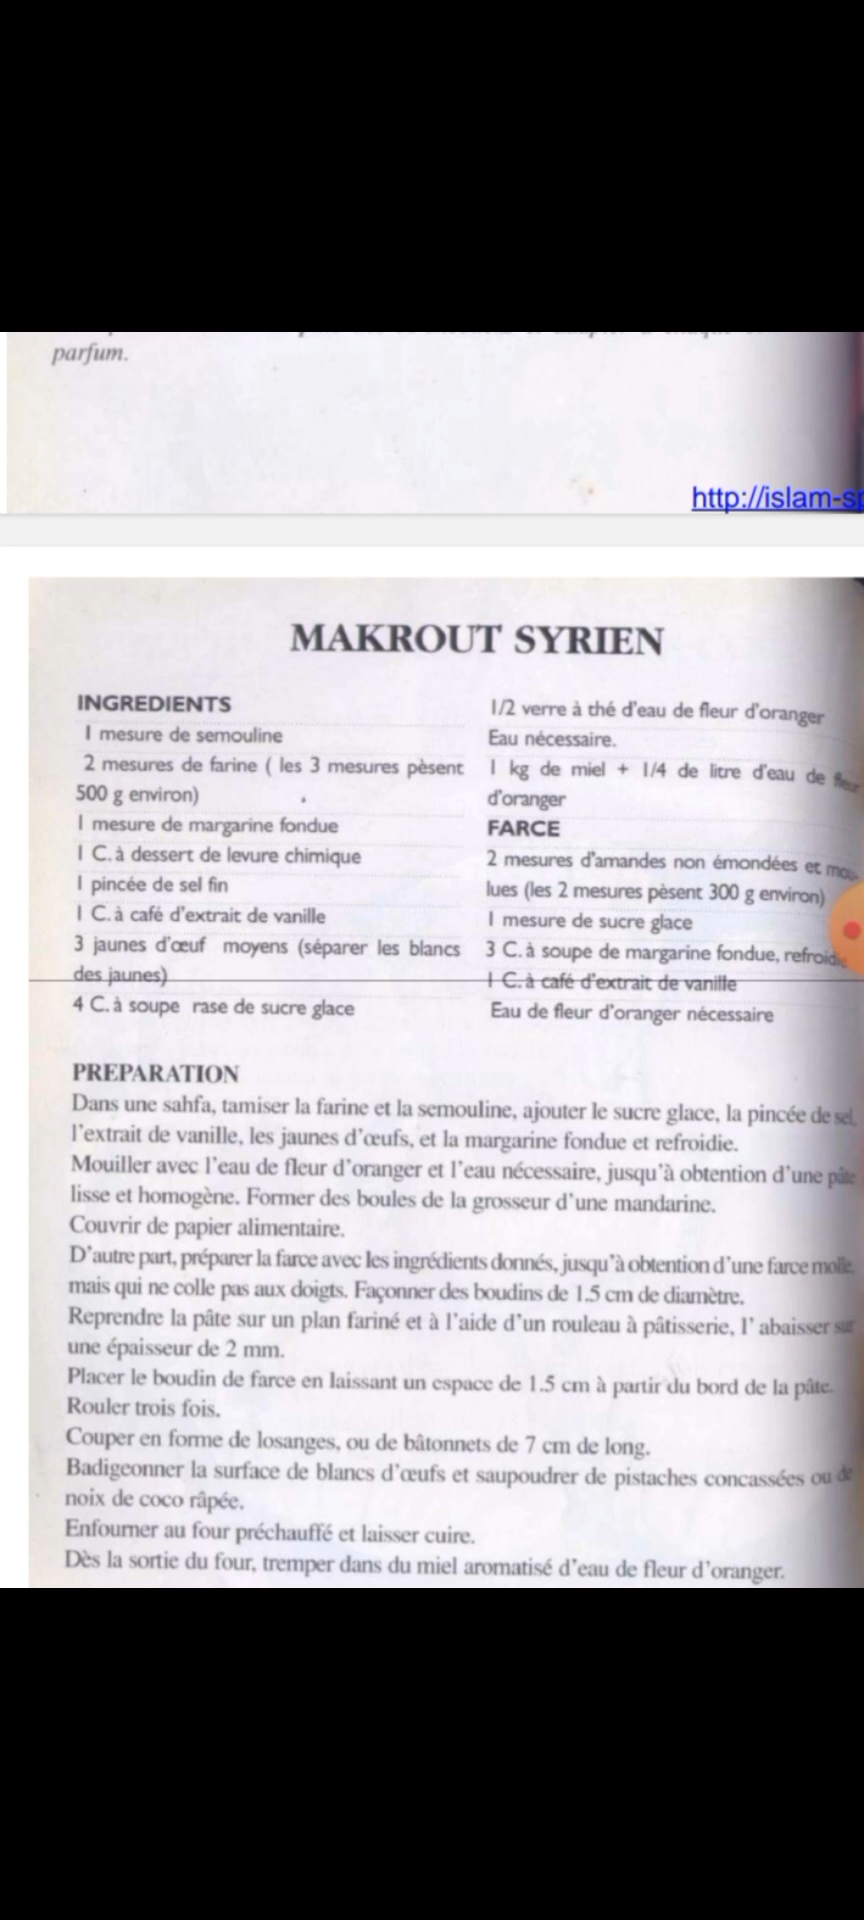 parfum.
http://islam-sp
MAKROUT SYRIEN
INGREDIENTS
1 mesure de semouline
2 mesures de farine ( les 3 mesures pèsent
500 g environ)
1 mesure de margarine fondue
1 C. à dessert de levure chimique
1 pincée de sel fin
1 C. à café d'extrait de vanille
3 jaunes d'œuf moyens (séparer les blancs
des jaunes)
4 C. à soupe rase de sucre glace
1/2 verre à thé d'eau de fleur d'oranger
Eau nécessaire.
1 kg de miel + 1/4 de litre d'eau de fleur
d'oranger
FARCE
2 mesures d'amandes non émondées et mou-
lues (les 2 mesures pèsent 300 g environ)
1 mesure de sucre glace
3 C. à soupe de margarine fondue, refroidie
1 C. à café d'extrait de vanille
Eau de fleur d'oranger nécessaire
PREPARATION
Dans une sahfa, tamiser la farine et la semouline, ajouter le sucre glace, la pincée de sel,
l'extrait de vanille, les jaunes d'œufs, et la margarine fondue et refroidie.
Mouiller avec l'eau de fleur d'oranger et l'eau nécessaire, jusqu'à obtention d'une pâte
lisse et homogène. Former des boules de la grosseur d'une mandarine.
Couvrir de papier alimentaire.
D'autre part, préparer la farce avec les ingrédients donnés, jusqu'à obtention d'une farce molle,
mais qui ne colle pas aux doigts. Façonner des boudins de 1.5 cm de diamètre.
Reprendre la pâte sur un plan fariné et à l'aide d'un rouleau à pâtisserie, l' abaisser sur
une épaisseur de 2 mm.
Placer le boudin de farce en laissant un espace de 1.5 cm à partir du bord de la pâte.
Rouler trois fois.
Couper en forme de losanges, ou de bâtonnets de 7 cm de long.
Badigeonner la surface de blancs d'œufs et saupoudrer de pistaches concassées ou de
noix de coco râpée.
Enfourner au four préchauffé et laisser cuire.
Dès la sortie du four, tremper dans du miel aromatisé d'eau de fleur d'oranger.